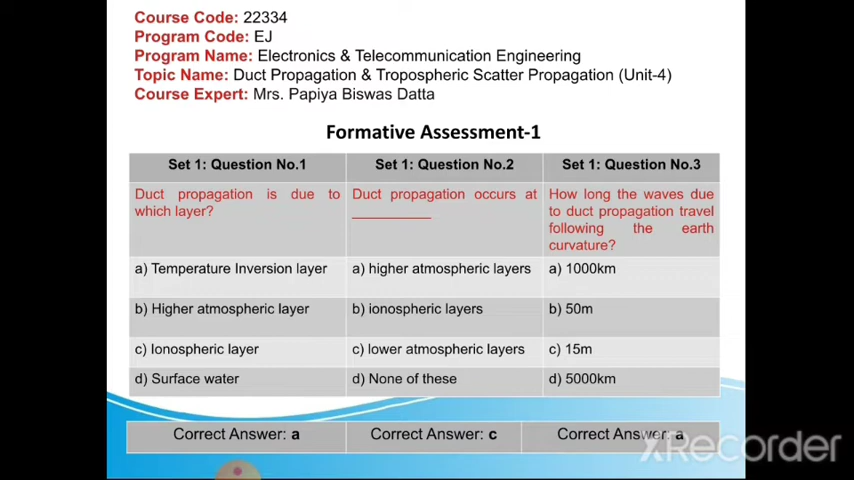 Course Code: 22334
Program Code: EJ
Program Name: Electronics & Telecommunication Engineering
Topic Name: Duct Propagation & Tropospheric Scatter Propagation (Unit-4)
Course Expert: Mrs. Papiya Biswas Datta
Formative Assessment-1
Set 1: Question No.1
Set 1: Question No.2
Set 1: Question No.3
Duct propagation is due to
which layer?
Duct propagation occurs at
__________
How long the waves due
to duct propagation travel
following the earth
curvature?
a) Temperature Inversion layer
a) higher atmospheric layers
a) 1000km
b) Higher atmospheric layer
b) ionospheric layers
b) 50m
c) Ionospheric layer
c) lower atmospheric layers
c) 15m
d) Surface water
d) None of these
d) 5000km
Correct Answer: a
Correct Answer: c
Correct Answer: a
XRecorder